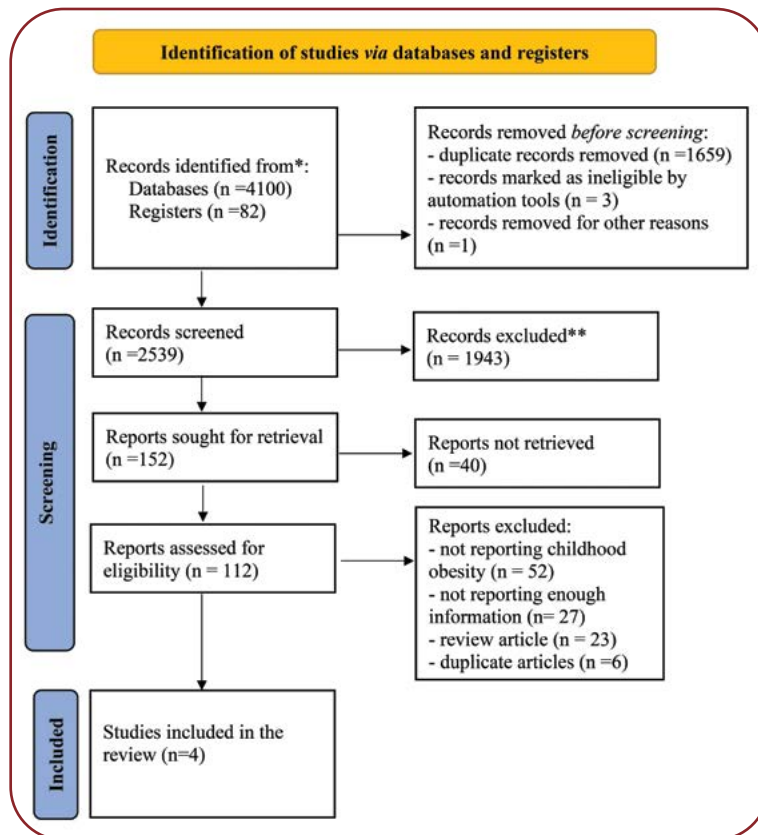 Identification of studies via databases and registers
Identification
Records identified from*:
Databases (n =4100)
Registers (n =82)
Records removed before screening:
- duplicate records removed (n =1659)
- records marked as ineligible by
automation tools (n = 3)
- records removed for other reasons
(n =1)
Screening
Records screened
(n =2539)
Records excluded**
(n = 1943)
Reports sought for retrieval
(n =152)
Reports not retrieved
(n =40)
Reports assessed for
eligibility (n = 112)
Reports excluded:
- not reporting childhood
obesity (n = 52)
- not reporting enough
information (n= 27)
- review article (n = 23)
- duplicate articles (n =6)
Included
Studies included in the
review (n=4)